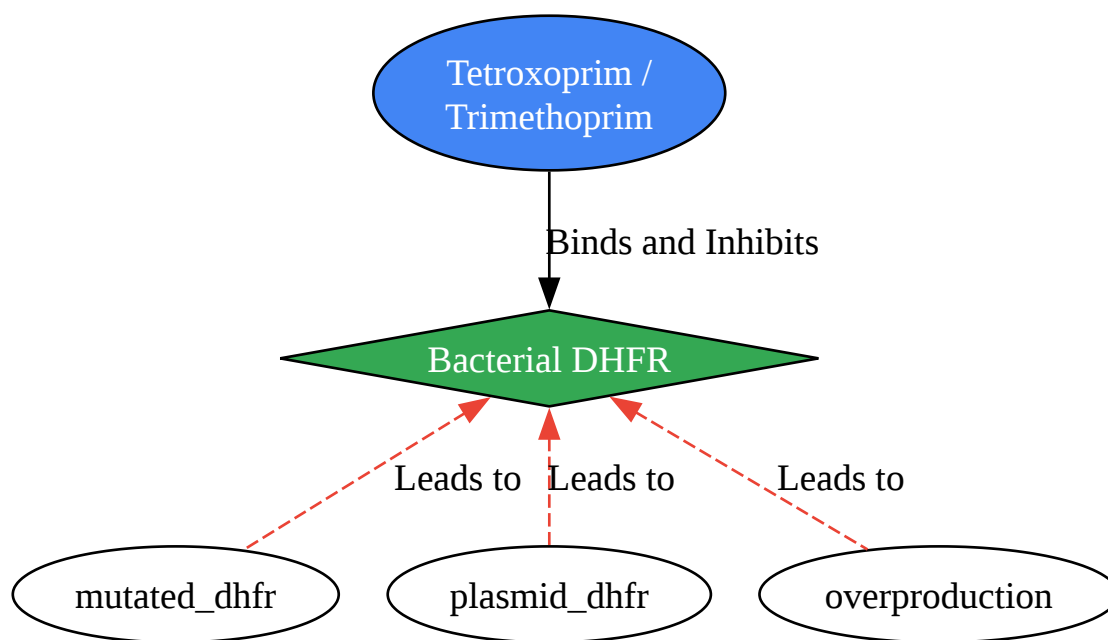 Tetroxoprim /
Trimethoprim
Binds and Inhibits
Bacterial DHFR
Leads to
Leads to
Leads to
mutated_dhfr
plasmid_dhfr
overproduction